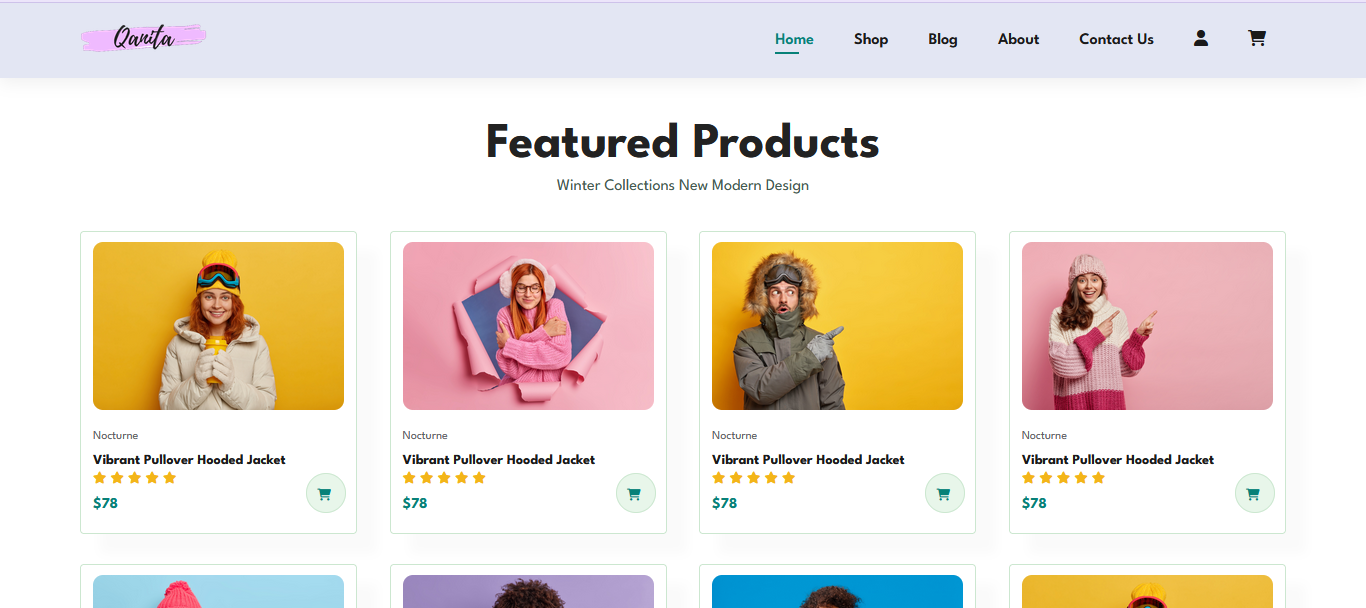 Qanita
Home Shop Blog About Contact Us
Featured Products
Winter Collections New Modern Design
Nocturne
Vibrant Pullover Hooded Jacket
$78
Nocturne
Vibrant Pullover Hooded Jacket
$78
Nocturne
Vibrant Pullover Hooded Jacket
$78
Nocturne
Vibrant Pullover Hooded Jacket
$78